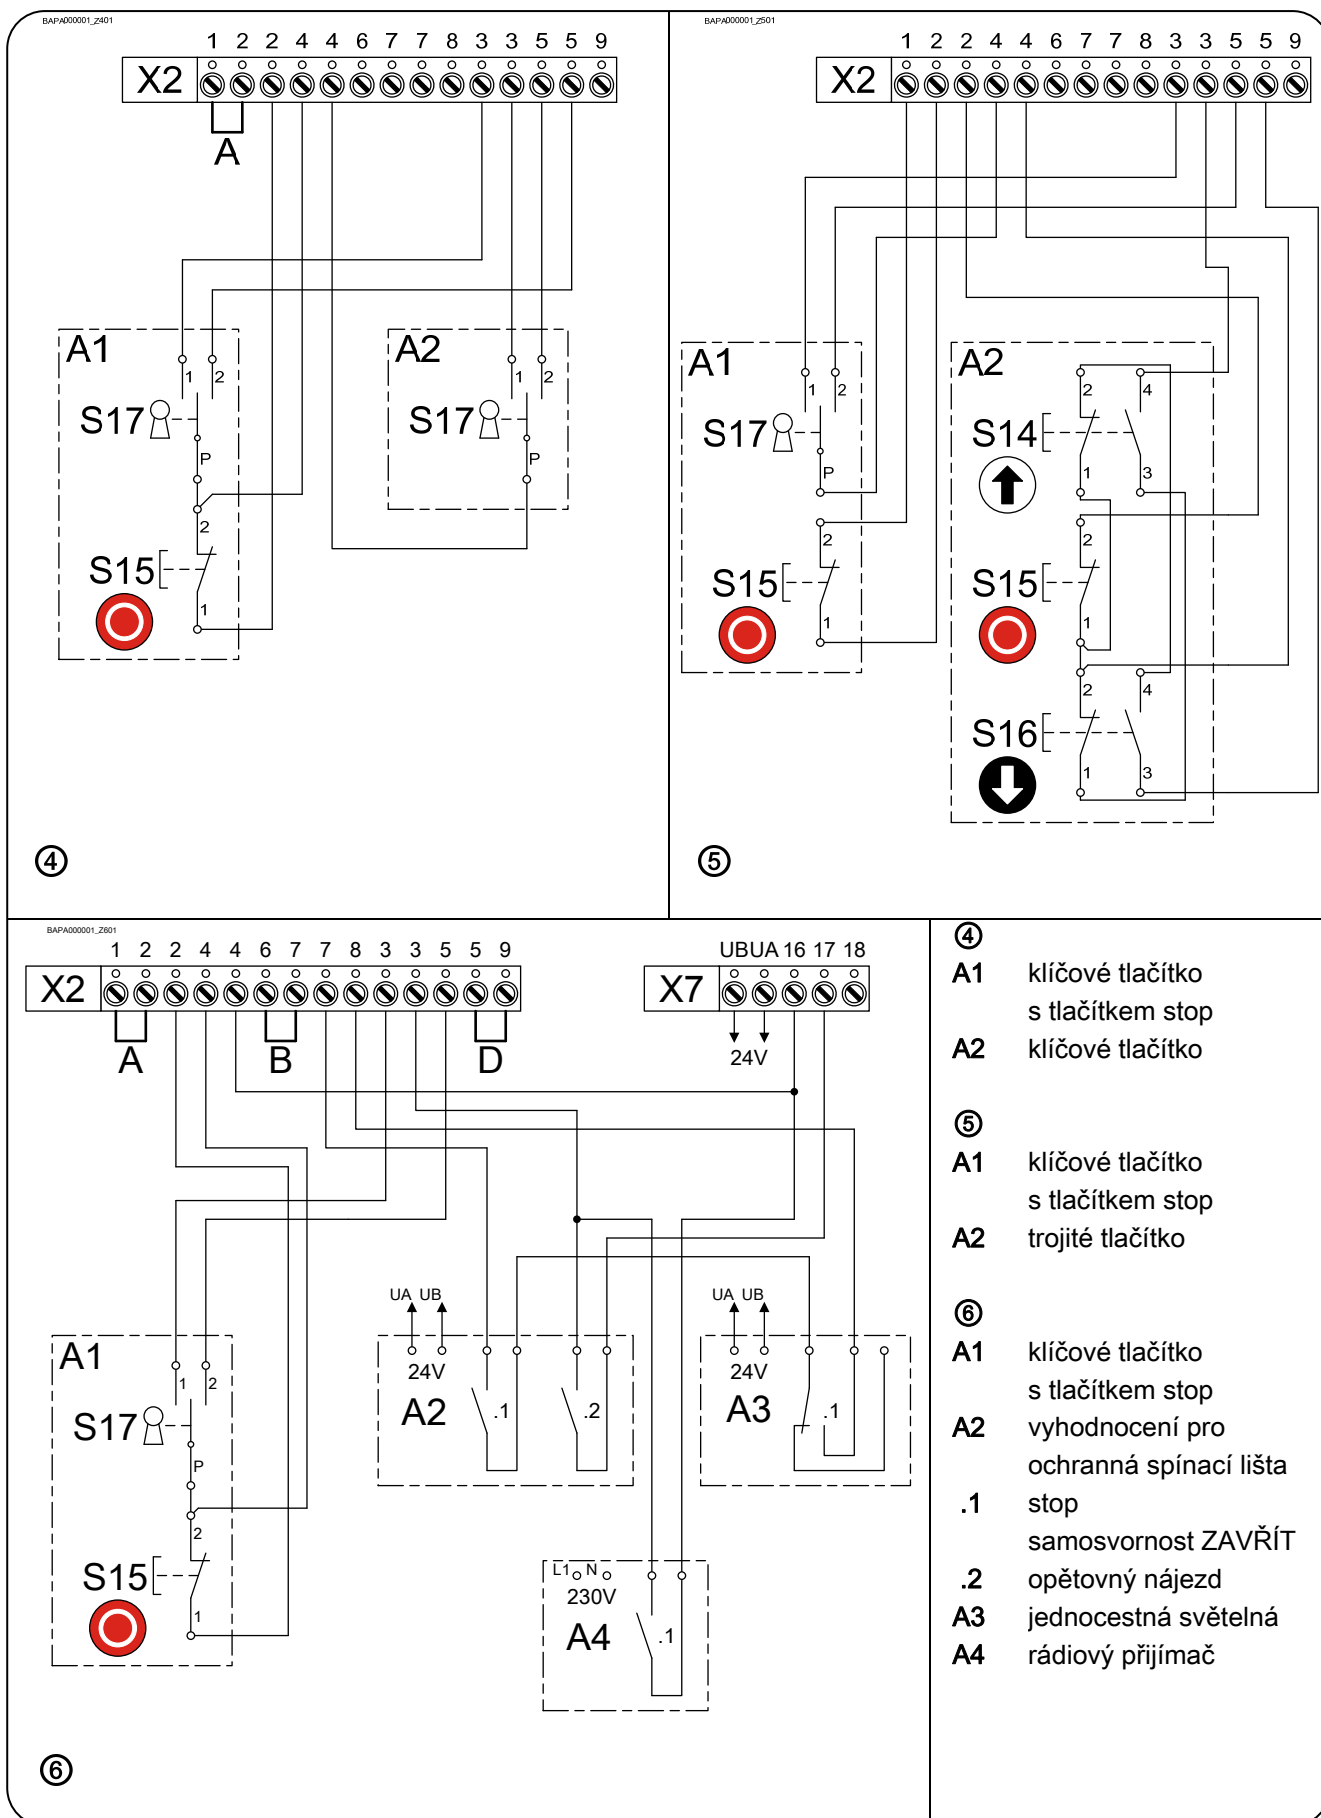 BAPA000001_Z401
1 2 2 4 4 6 7 7 8 3 3 5 5 9
X2
A
A1
1 2
S17
P
2
S15
1
A2
1 2
S17
P
④
BAPA000001_Z501
1 2 2 4 4 6 7 7 8 3 3 5 5 9
X2
A1
1 2
S17
P
2
S15
1
A2
2 4
S14
1 3
2
S15
1
2 4
S16
1 3
⑤
BAPA000001_Z601
1 2 2 4 4 6 7 7 8 3 3 5 5 9
X2
A B D
UB UA 16 17 18
X7
24V
A1
1 2
S17
P
2
S15
1
UA UB
24V
A2 .1 .2
UA UB
24V
A3 .1
L1 N
230V
A4 .1
⑥
④
A1 klíčové tlačítko
s tlačítkem stop
A2 klíčové tlačítko
⑤
A1 klíčové tlačítko
s tlačítkem stop
A2 trojité tlačítko
⑥
A1 klíčové tlačítko
s tlačítkem stop
A2 vyhodnocení pro
ochranná spínací lišta
.1 stop
samosvornost ZAVŘÍT
.2 opětovný nájezd
A3 jednocestná světelná
A4 rádiový přijímač